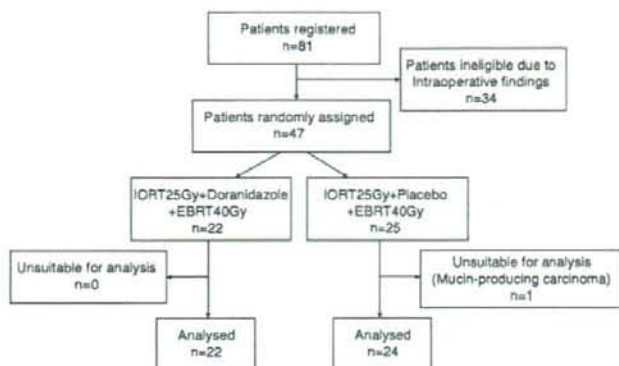 Patients registered
n=81
Patients ineligible due to
Intraoperative findings
n=34
Patients randomly assigned
n=47
IORT25Gy+Doranidazole
+EBRT40Gy
n=22
IORT25Gy+Placebo
+EBRT40Gy
n=25
Unsuitable for analysis
n=0
Unsuitable for analysis
(Mucin-producing carcinoma)
n=1
Analysed
n=22
Analysed
n=24